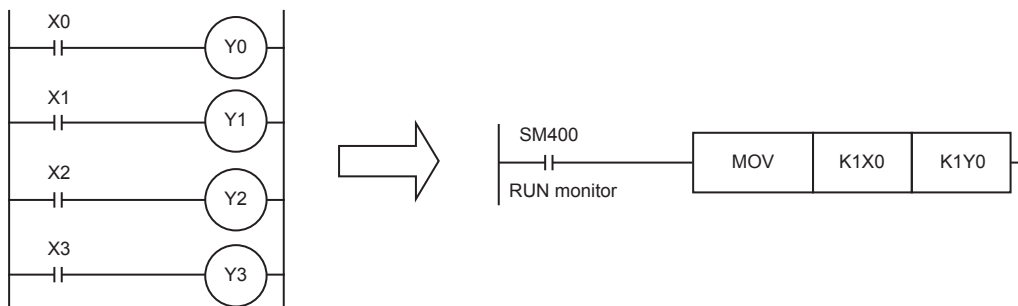 X0
Y0
X1
Y1
X2
Y2
X3
Y3
SM400
MOV K1X0 K1Y0
RUN monitor